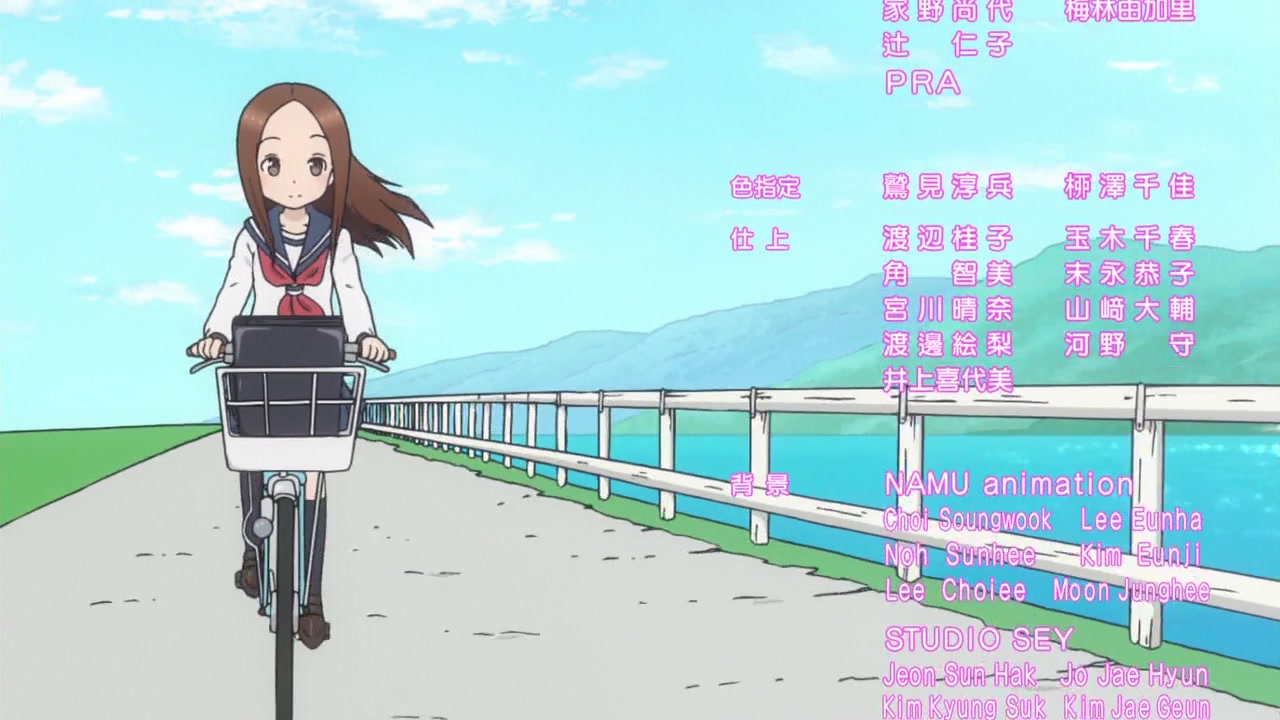 家野尚代 梅林由加里
辻 仁子
PRA
色指定 鷲見淳兵 栁澤千佳
仕上 渡辺桂子 玉木千春
角 智美 末永恭子
宮川晴奈 山﨑大輔
渡邊絵梨 河野 守
井上喜代美
背景 NAMU animation
Choi Soungwook Lee Eunha
Noh Sunhee Kim Eunji
Lee Choiee Moon Junghee
STUDIO SEY
Jeon Sun Hak Jo Jae Hyun
Kim Kyung Suk Kim Jae Geun